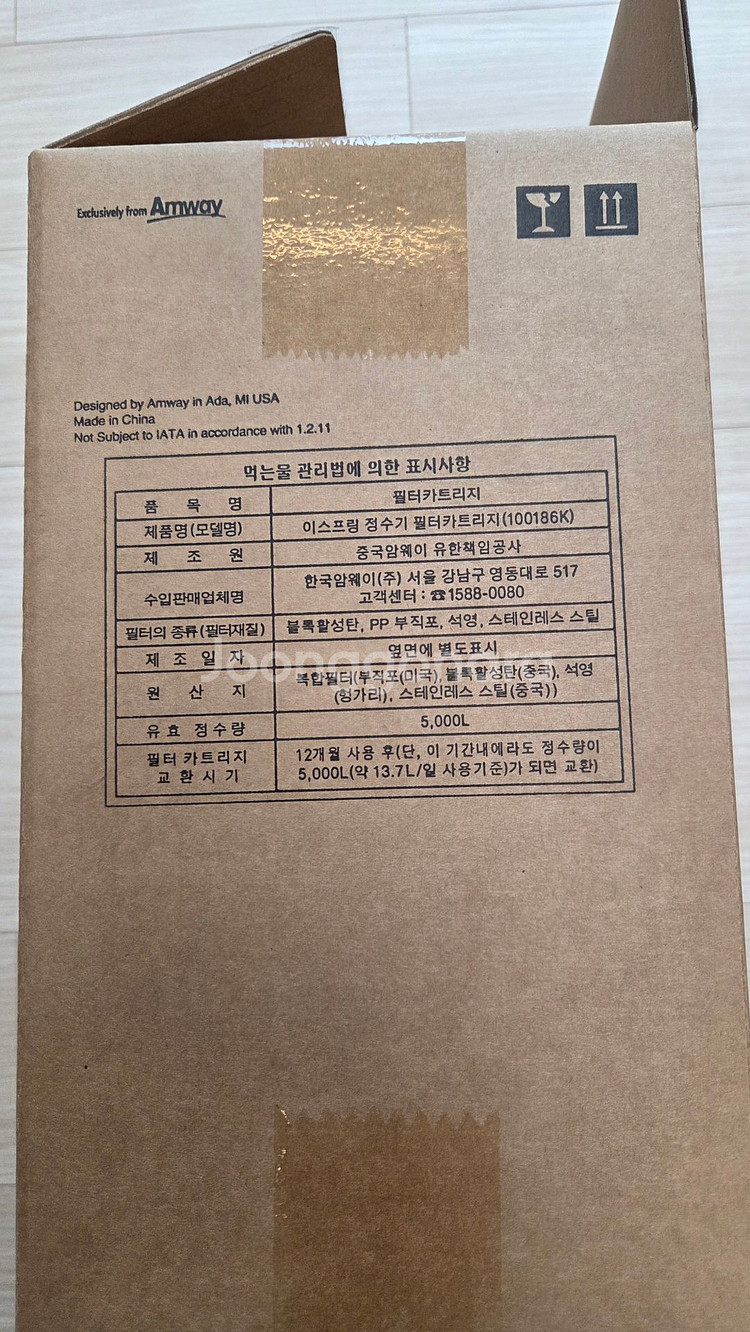 Exclusively from Amway
Designed by Amway in Ada, MI USA
Made in China
Not Subject to IATA in accordance with 1.2.11
먹는물 관리법에 의한 표시사항
품 목 명 필터카트리지
제품명(모델명) 이스프링 정수기 필터카트리지(100186K)
제 조 원 중국암웨이 유한책임공사
수입판매업체명 한국암웨이(주) 서울 강남구 영동대로 517
고객센터 : ☎1588-0080
필터의 종류(필터재질) 블록활성탄, PP 부직포, 석영, 스테인레스 스틸
제 조 일 자 옆면에 별도표시
원 산 지 복합필터(부직포(미국), 블록활성탄(중국), 석영
(헝가리), 스테인레스 스틸(중국))
유효 정수량 5,000L
필터 카트리지 12개월 사용 후(단, 이 기간내에라도 정수량이
교 환 시 기 5,000L(약 13.7L/일 사용기준)가 되면 교환)